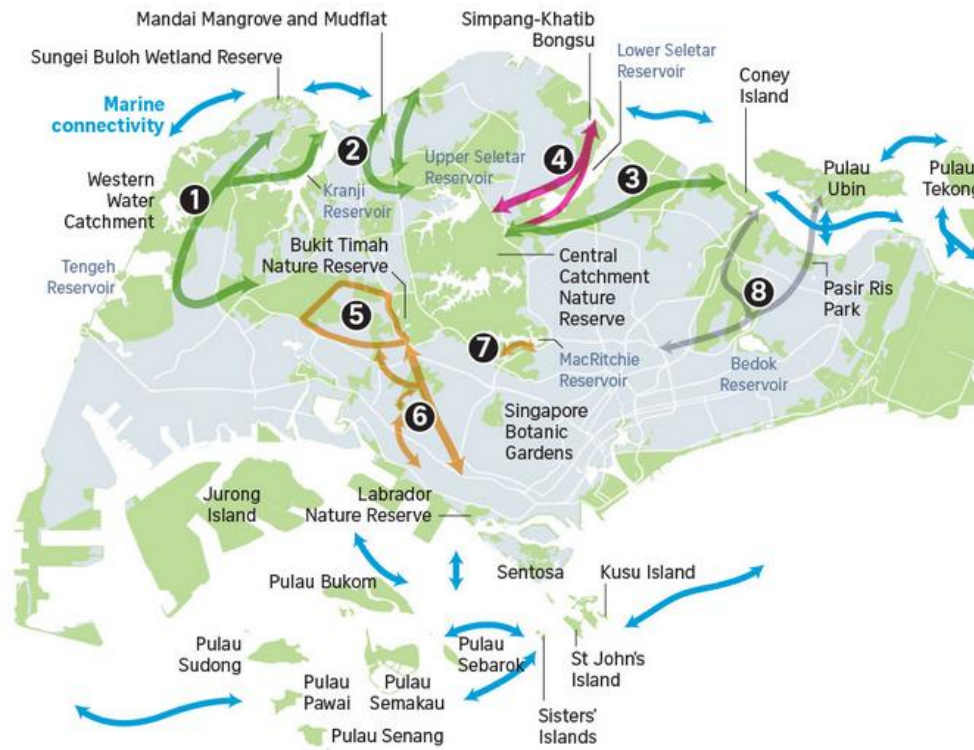 Mandai Mangrove and Mudflat
Simpang-Khatib
Bongsu
Sungei Buloh Wetland Reserve
Lower Seletar
Reservoir
Coney
Island
Marine
connectivity
2
4
Upper Seletar
Reservoir
3
Pulau
Ubin
Pulau
Tekong
Western
Water
Catchment
1
Kranji
Reservoir
Bukit Timah
Nature Reserve
Tengeh
Reservoir
Central
Catchment
Nature
Reserve
8
Pasir Ris
Park
5
7
MacRitchie
Reservoir
Bedok
Reservoir
6
Singapore
Botanic
Gardens
Jurong
Island
Labrador
Nature Reserve
Pulau Bukom
Sentosa
Kusu Island
Pulau
Sudong
Pulau
Pawai
Pulau
Semakau
Pulau
Sebarok
St John's
Island
Sisters'
Islands
Pulau Senang